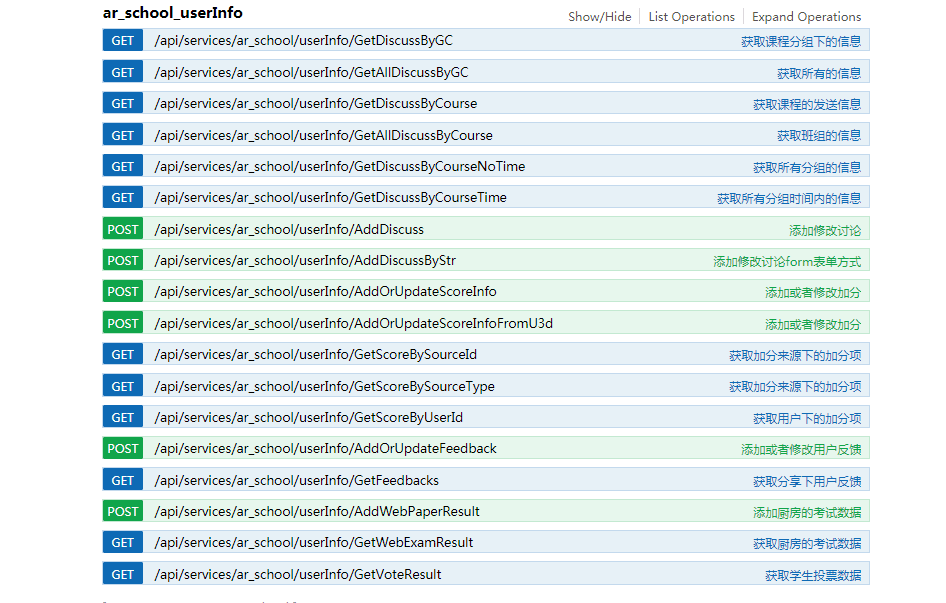 ar_school_userInfo Show/Hide List Operations Expand Operations
GET /api/services/ar_school/userInfo/GetDiscussByGC 获取课程分组下的信息
GET /api/services/ar_school/userInfo/GetAllDiscussByGC 获取所有的信息
GET /api/services/ar_school/userInfo/GetDiscussByCourse 获取课程的发送信息
GET /api/services/ar_school/userInfo/GetAllDiscussByCourse 获取班组的信息
GET /api/services/ar_school/userInfo/GetDiscussByCourseNoTime 获取所有分组的信息
GET /api/services/ar_school/userInfo/GetDiscussByCourseTime 获取所有分组时间内的信息
POST /api/services/ar_school/userInfo/AddDiscuss 添加修改讨论
POST /api/services/ar_school/userInfo/AddDiscussByStr 添加修改讨论form表单方式
POST /api/services/ar_school/userInfo/AddOrUpdateScoreInfo 添加或者修改加分
POST /api/services/ar_school/userInfo/AddOrUpdateScoreInfoFromU3d 添加或者修改加分
GET /api/services/ar_school/userInfo/GetScoreBySourceId 获取加分来源下的加分项
GET /api/services/ar_school/userInfo/GetScoreBySourceType 获取加分来源下的加分项
GET /api/services/ar_school/userInfo/GetScoreByUserId 获取用户下的加分项
POST /api/services/ar_school/userInfo/AddOrUpdateFeedback 添加或者修改用户反馈
GET /api/services/ar_school/userInfo/GetFeedbacks 获取分享下用户反馈
POST /api/services/ar_school/userInfo/AddWebPaperResult 添加厨房的考试数据
GET /api/services/ar_school/userInfo/GetWebExamResult 获取厨房的考试数据
GET /api/services/ar_school/userInfo/GetVoteResult 获取学生投票数据